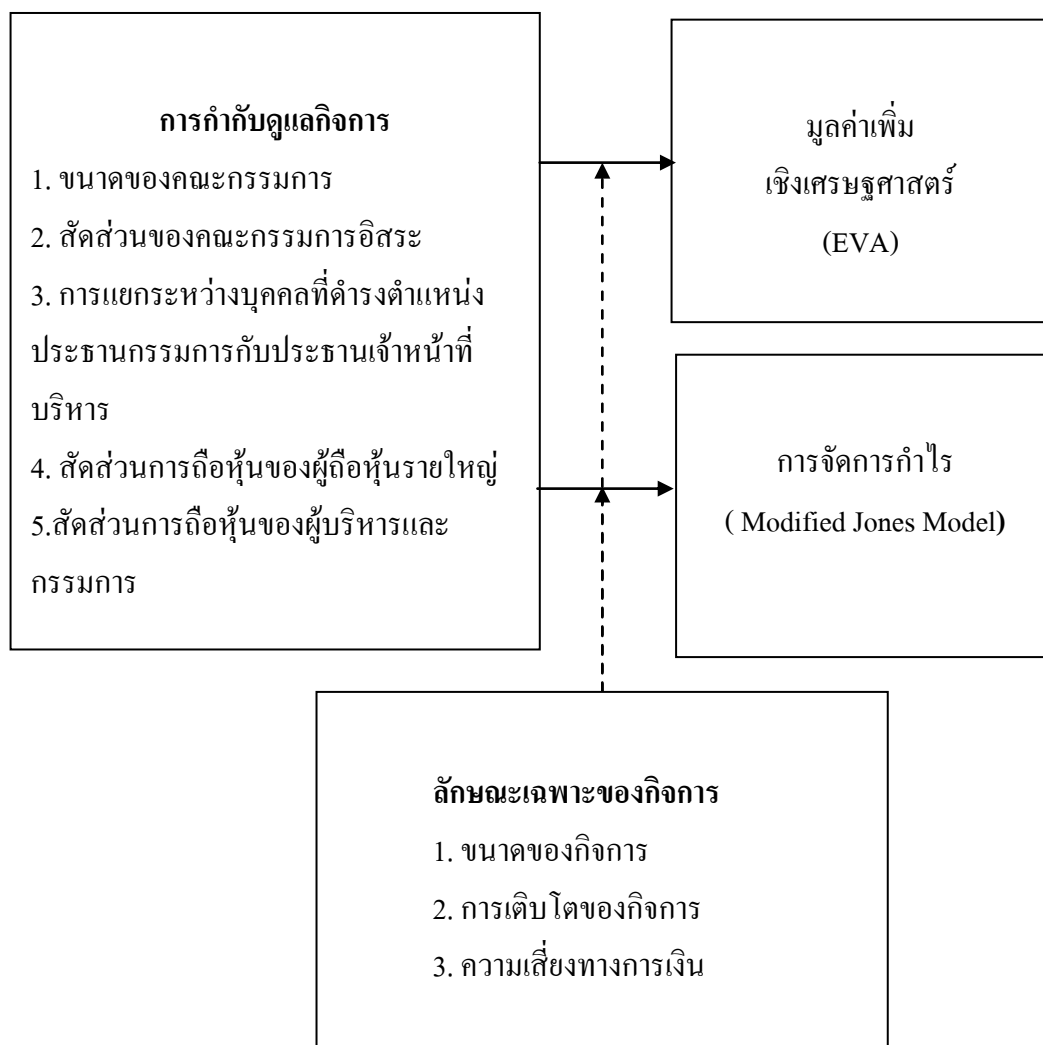 การกำกับดูแลกิจการ
1. ขนาดของคณะกรรมการ
2. สัดส่วนของคณะกรรมการอิสระ
3. การแยกระหว่างบุคคลที่ดำรงตำแหน่ง
ประธานกรรมการกับประธานเจ้าหน้าที่
บริหาร
4. สัดส่วนการถือหุ้นของผู้ถือหุ้นรายใหญ่
5.สัดส่วนการถือหุ้นของผู้บริหารและ
กรรมการ
มูลค่าเพิ่ม
เชิงเศรษฐศาสตร์
(EVA)
การจัดการกำไร
( Modified Jones Model)
ลักษณะเฉพาะของกิจการ
1. ขนาดของกิจการ
2. การเติบโตของกิจการ
3. ความเสี่ยงทางการเงิน